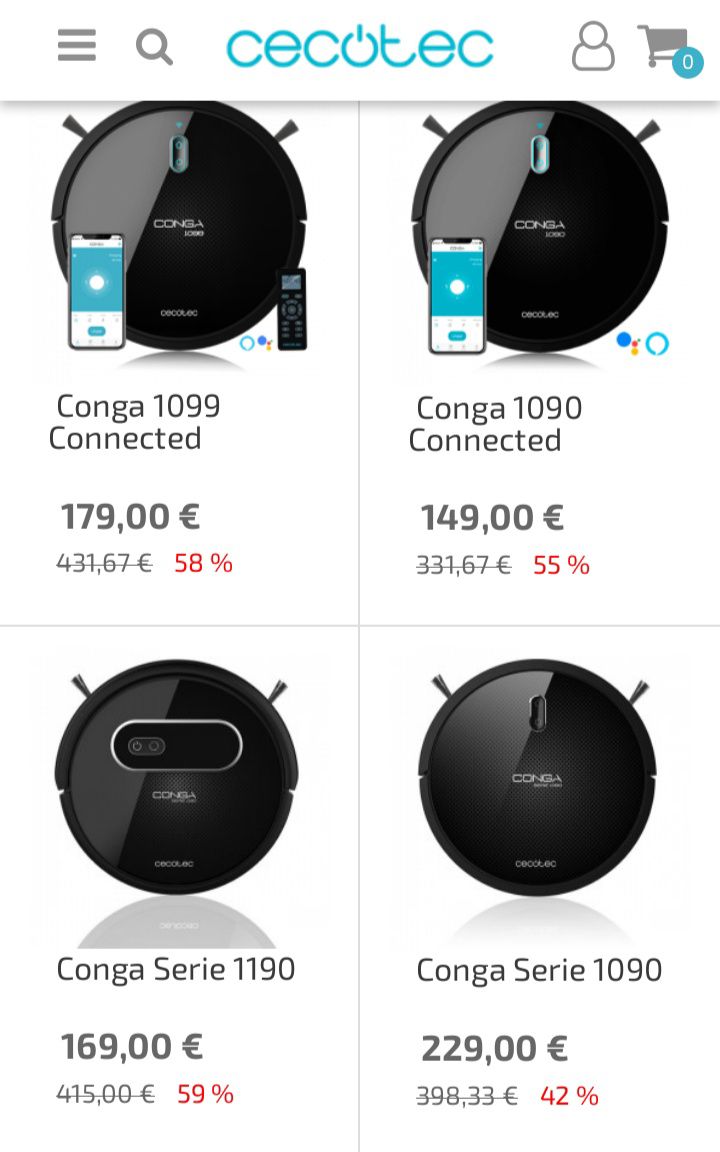 cecotec
0
CONGA
1090
cecotec
CONGA
1090
cecotec
Conga 1099
Connected
179,00 €
431,67 € 58 %
Conga 1090
Connected
149,00 €
331,67 € 55 %
CONGA
cecotec
CONGA
cecotec
Conga Serie 1190
169,00 €
415,00 € 59 %
Conga Serie 1090
229,00 €
398,33 € 42 %